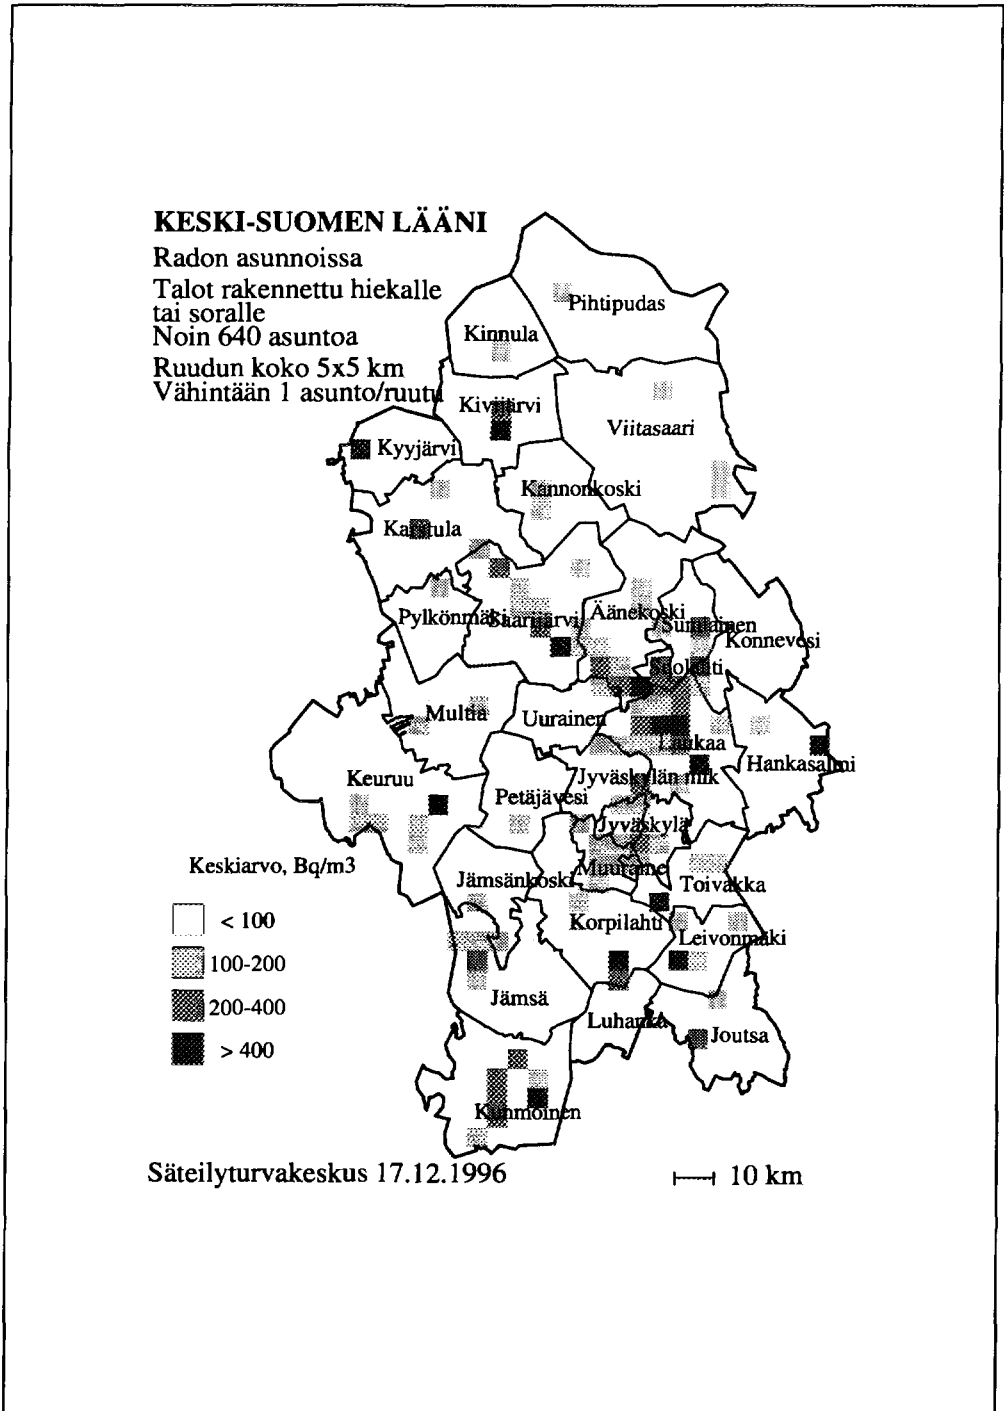 KESKI-SUOMEN LÄÄNI
Radon asunnoissa
Talot rakennettu hiekalle
tai soralle
Noin 640 asuntoa
Ruudun koko 5x5 km
Vähintään 1 asunto/ruutu
Pihtipudas
Kinnula
Kivijärvi
Viitasaari
Kyyjärvi
Kannonkoski
Karstula
Pylkönmäki
Saarijärvi
Äänekoski
Sumiainen
Konnevesi
Suolahti
Multia
Uurainen
Laukaa
Hankasalmi
Keuruu
Jyväskylän mlk
Petäjävesi
Jyväskylä
Muurame
Toivakka
Jämsänkoski
Korpilahti
Leivonmäki
Jämsä
Luhanka
Joutsa
Kuhmoinen
Keskiarvo, Bq/m3
< 100
100-200
200-400
> 400
Säteilyturvakeskus 17.12.1996
10 km